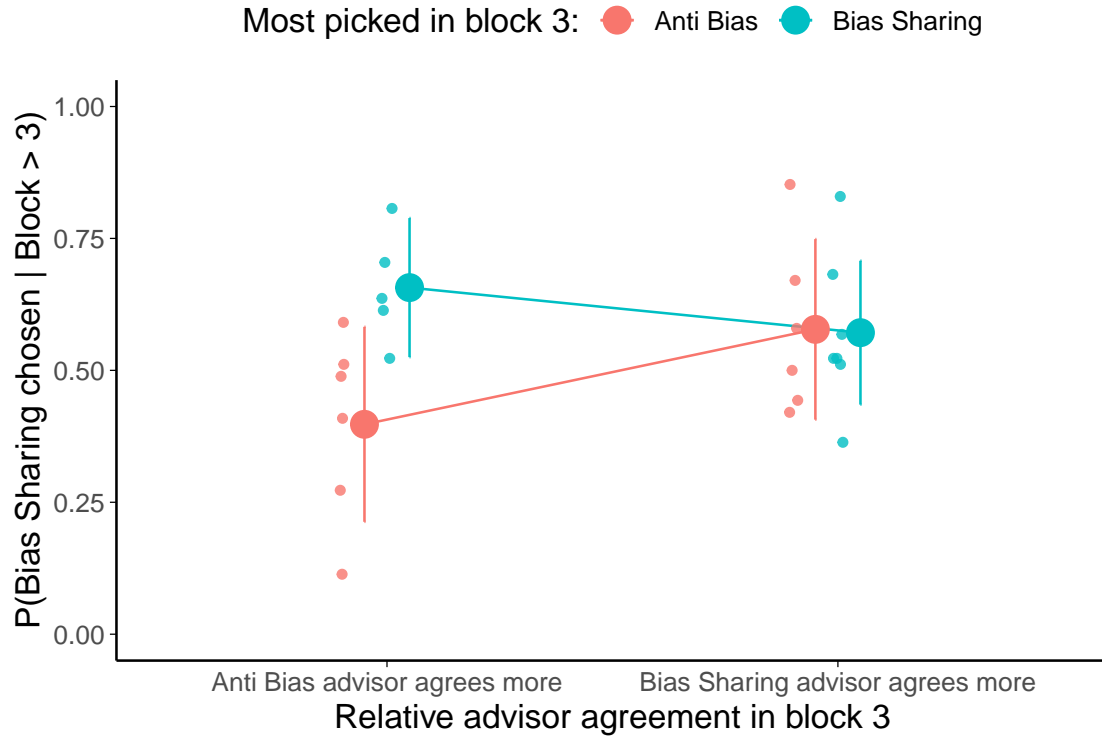 Most picked in block 3: Anti Bias Bias Sharing
P(Bias Sharing chosen | Block > 3)
1.00
0.75
0.50
0.25
0.00
Anti Bias advisor agrees more Bias Sharing advisor agrees more
Relative advisor agreement in block 3